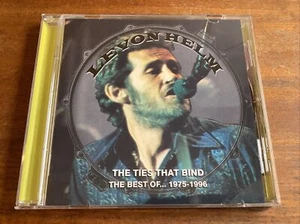 LEVON HELM
THE TIES THAT BIND
THE BEST OF... 1975-1996